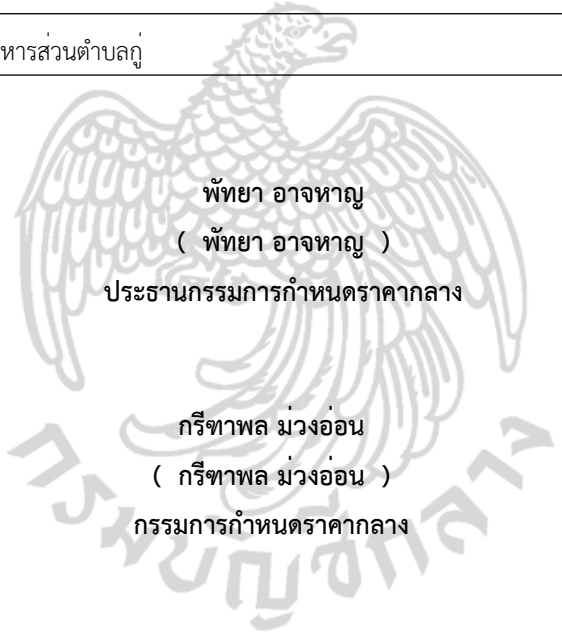 หารส่วนตำบลกู่
พัทยา อาจหาญ
( พัทยา อาจหาญ )
ประธานกรรมการกำหนดราคากลาง
กรีฑาพล ม่วงอ่อน
( กรีฑาพล ม่วงอ่อน )
กรรมการกำหนดราคากลาง
กรมบัญชีกลาง